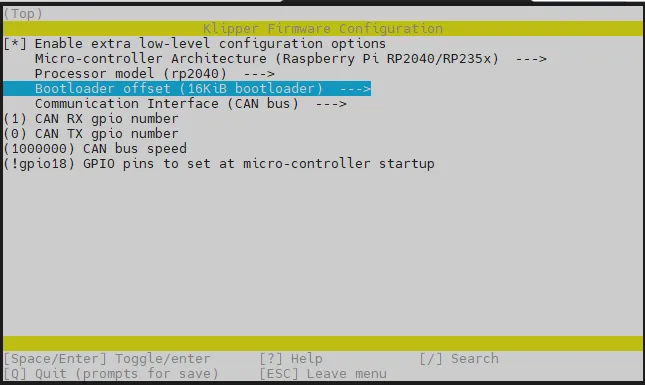 (Top)
Klipper Firmware Configuration
[*] Enable extra low-level configuration options
Micro-controller Architecture (Raspberry Pi RP2040/RP235x) --->
Processor model (rp2040) --->
Bootloader offset (16KiB bootloader) --->
Communication Interface (CAN bus) --->
(1) CAN RX gpio number
(0) CAN TX gpio number
(1000000) CAN bus speed
(!gpio18) GPIO pins to set at micro-controller startup
[Space/Enter] Toggle/enter [?] Help [/] Search
[Q] Quit (prompts for save) [ESC] Leave menu